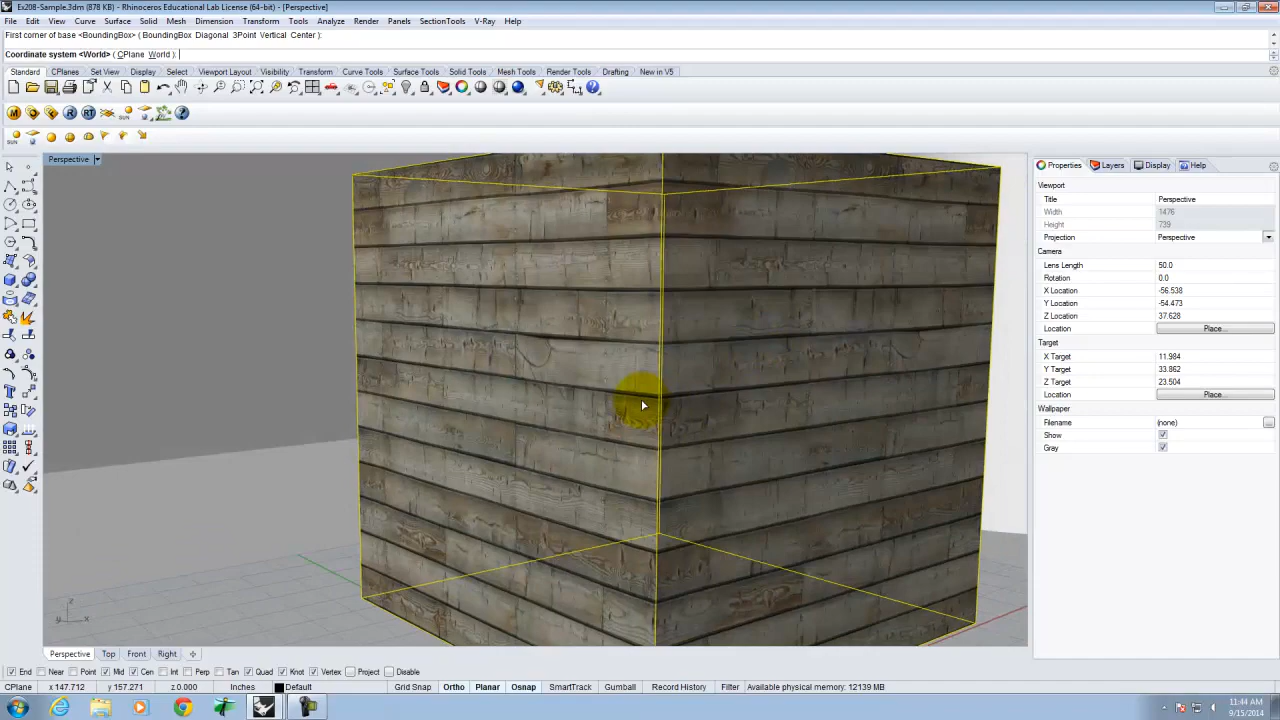 Ex208-Sample.3dm (878 KB) - Rhinoceros Educational Lab License (64-bit) - [Perspective]
File Edit View Curve Surface Solid Mesh Dimension Transform Tools Analyze Render Panels SectionTools V-Ray Help
First corner of base <BoundingBox> ( BoundingBox Diagonal 3Point Vertical Center ):
Coordinate system <World> ( CPlane World ):
Standard CPlanes Set View Display Select Viewport Layout Visibility Transform Curve Tools Surface Tools Solid Tools Mesh Tools Render Tools Drafting New in V5
M R RT SUN
SUN
Perspective
Properties Layers Display Help
Viewport
Title Perspective
Width 1476
Height 739
Projection Perspective
Camera
Lens Length 50.0
Rotation 0.0
X Location -56.538
Y Location -54.473
Z Location 37.628
Location Place...
Target
X Target 11.984
Y Target 33.862
Z Target 23.504
Location Place...
Wallpaper
Filename (none)
Show
Gray
z
y x
Perspective Top Front Right
End Near Point Mid Cen Int Perp Tan Quad Knot Vertex Project Disable
CPlane x 147.712 y 157.271 z 0.000 Inches Default Grid Snap Ortho Planar Osnap SmartTrack Gumball Record History Filter Available physical memory: 12139 MB
11:44 AM
9/15/2014